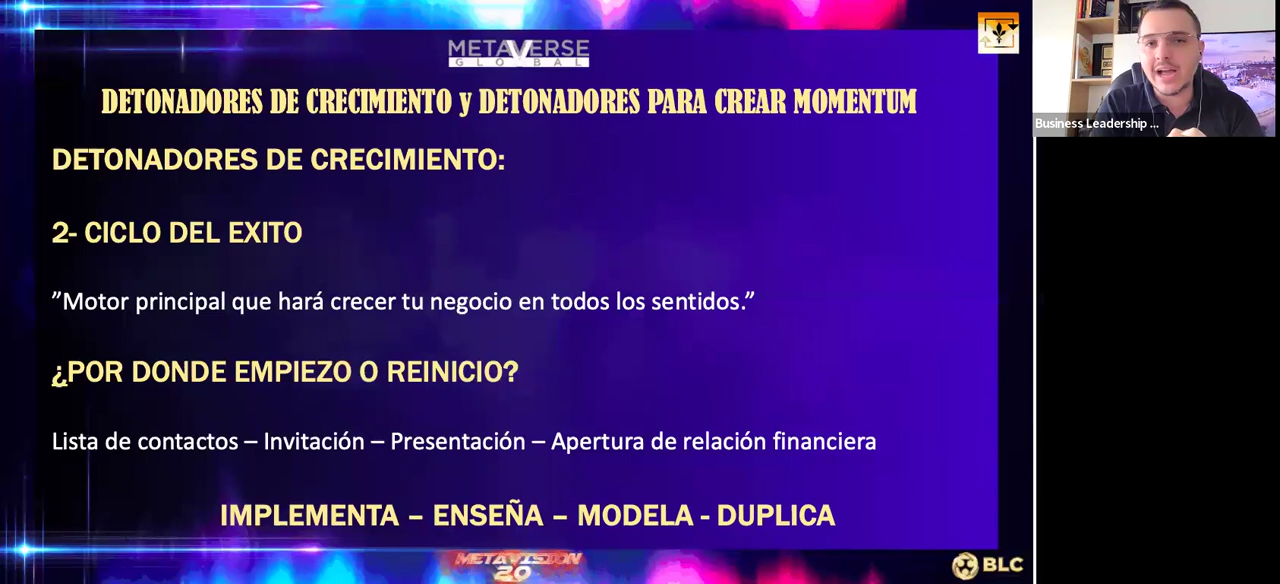 METAVERSE
GLOBAL
DETONADORES DE CRECIMIENTO y DETONADORES PARA CREAR MOMENTUM
DETONADORES DE CRECIMIENTO:
2- CICLO DEL EXITO
”Motor principal que hará crecer tu negocio en todos los sentidos.”
¿POR DONDE EMPIEZO O REINICIO?
Lista de contactos – Invitación – Presentación – Apertura de relación financiera
IMPLEMENTA – ENSEÑA – MODELA - DUPLICA
METAVISION
2.0
BLC
Business Leadership ...